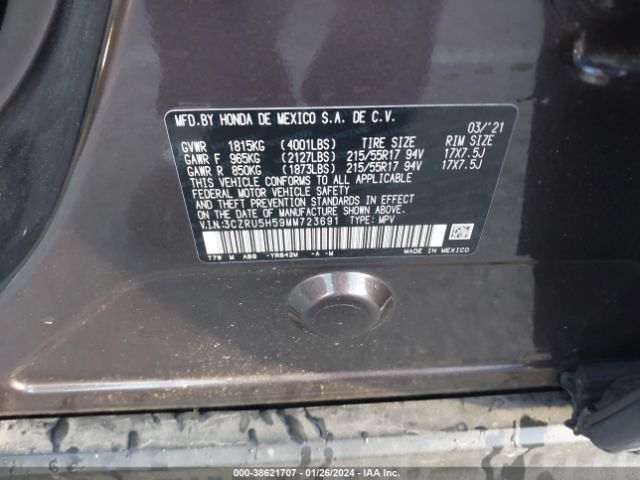 MFD.BY HONDA DE MEXICO S.A. DE C.V. 03/'21
GVWR 1815KG (4001LBS) TIRE SIZE RIM SIZE
GAWR F 965KG (2127LBS) 215/55R17 94V 17X7.5J
GAWR R 850KG (1873LBS) 215/55R17 94V 17X7.5J
THIS VEHICLE CONFORMS TO ALL APPLICABLE
FEDERAL MOTOR VEHICLE SAFETY
AND THEFT PREVENTION STANDARDS IN EFFECT
ON THE DATE OF MANUFACTURE SHOWN ABOVE.
V.I.N:3CZRU5H59MM723691 TYPE: MPV
T7W M A99 -YR642M -A -M MADE IN MEXICO
000-38621707 - 01/26/2024 - IAA Inc.